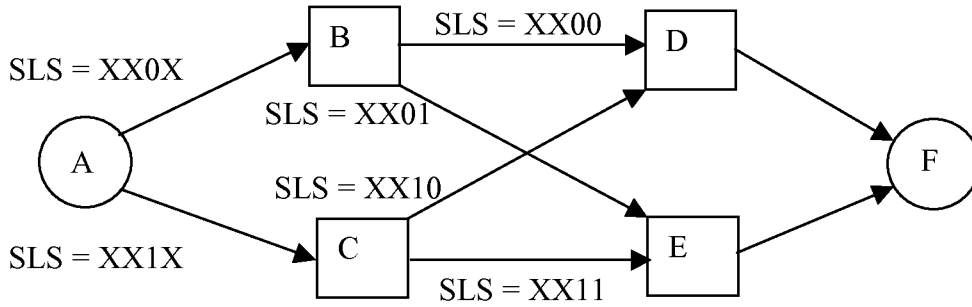 B
SLS = XX00
D
SLS = XX0X
SLS = XX01
A
F
SLS = XX10
SLS = XX1X
C
E
SLS = XX11